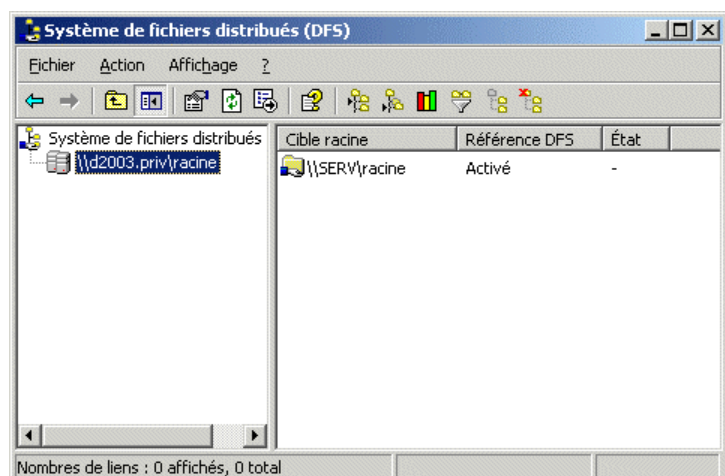 Système de fichiers distribués (DFS)
Fichier Action Affichage ?
Système de fichiers distribués
\\d2003.priv\racine
Cible racine Référence DFS État
\\SERV\racine Activé -
Nombres de liens : 0 affichés, 0 total